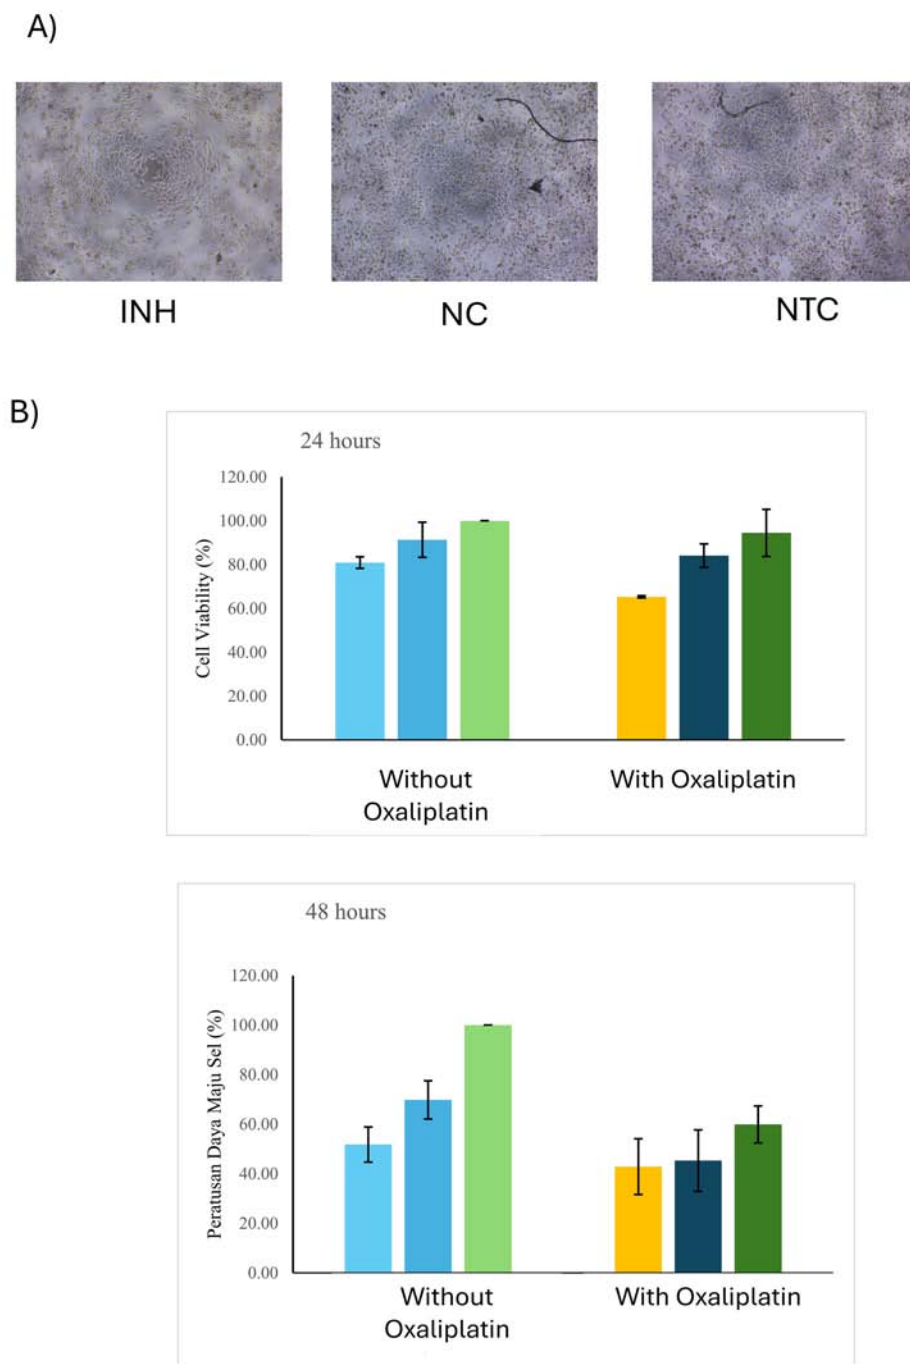 A)
INH
NC
NTC
B)
24 hours
Cell Viability (%)
120.00
100.00
80.00
60.00
40.00
20.00
0.00
Without
Oxaliplatin
With Oxaliplatin
48 hours
Peratusan Daya Maju Sel (%)
120.00
100.00
80.00
60.00
40.00
20.00
0.00
Without
Oxaliplatin
With Oxaliplatin